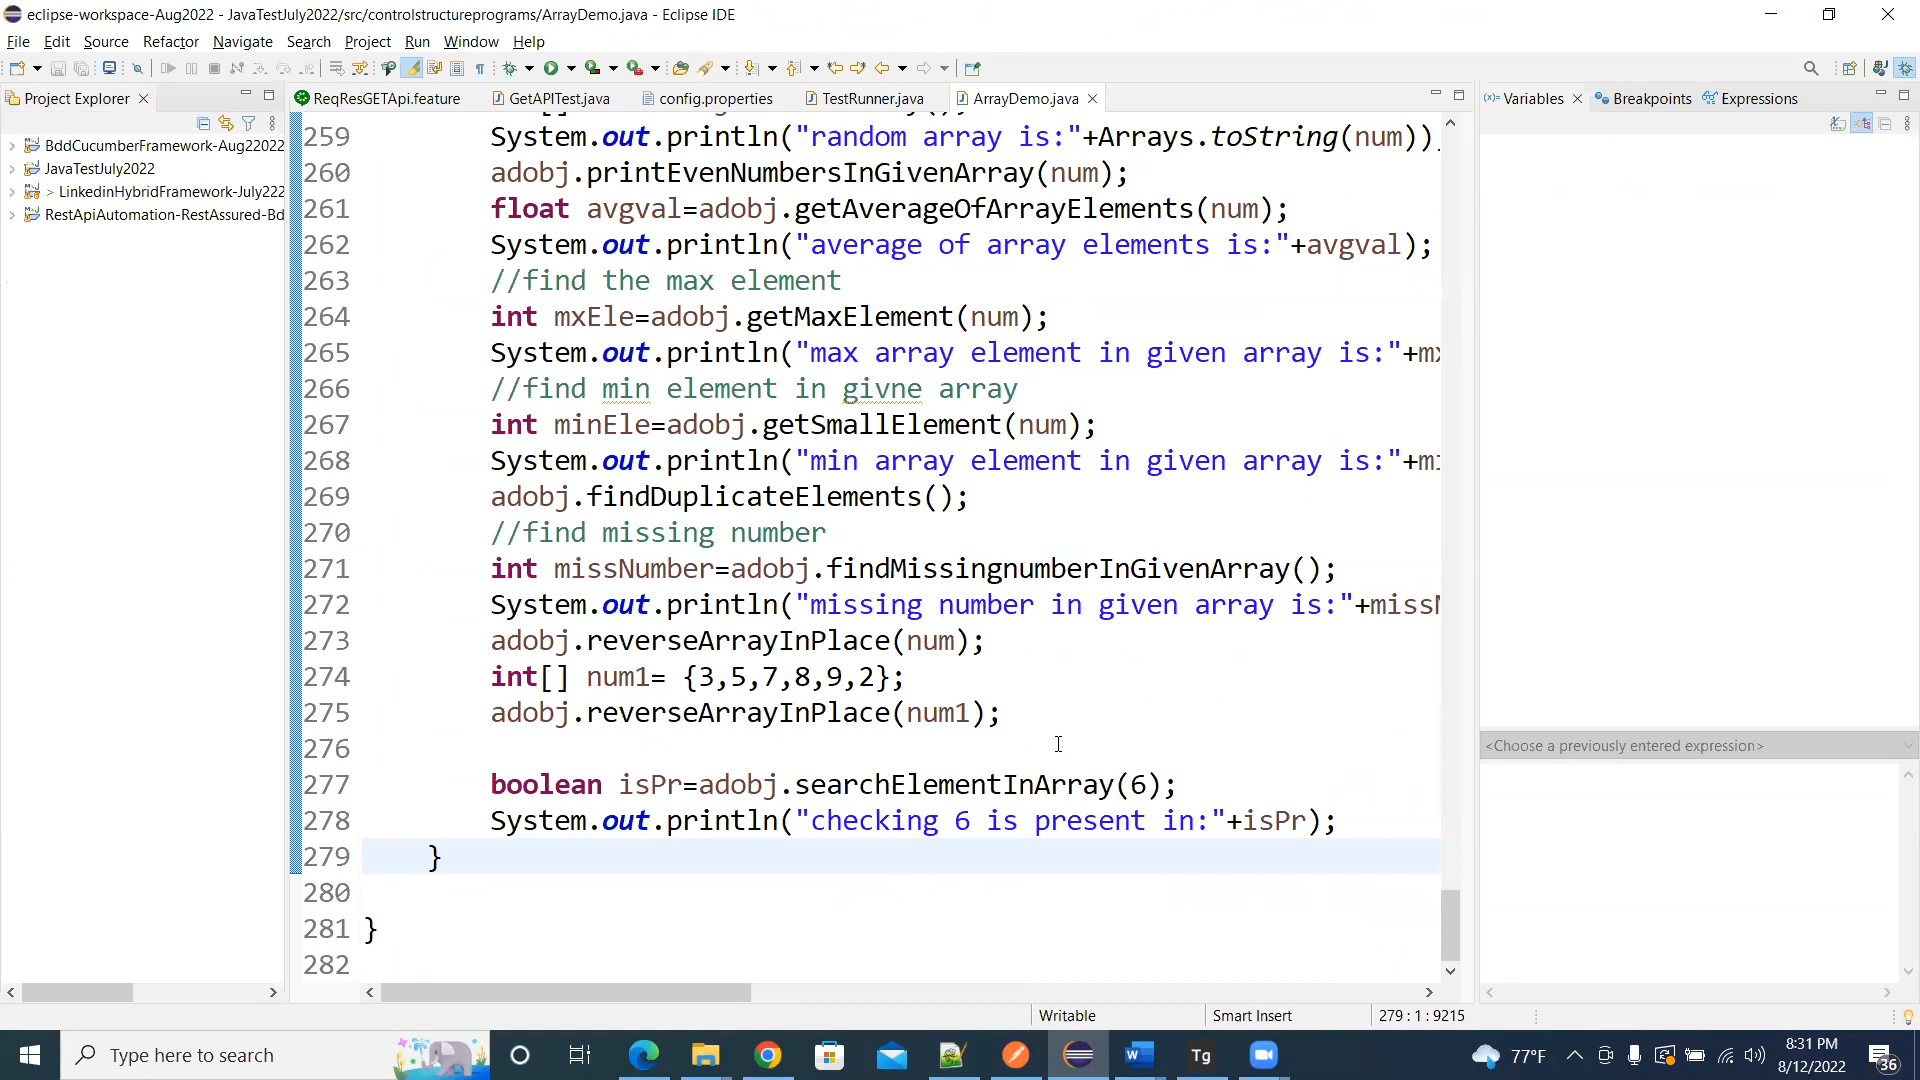 eclipse-workspace-Aug2022 - JavaTestJuly2022/src/controlstructureprograms/ArrayDemo.java - Eclipse IDE
File Edit Source Refactor Navigate Search Project Run Window Help
Project Explorer
ReqResGETApi.feature GetAPITest.java config.properties TestRunner.java ArrayDemo.java
Variables Breakpoints Expressions
BddCucumberFramework-Aug22022
JavaTestJuly2022
> LinkedinHybridFramework-July222
RestApiAutomation-RestAssured-Bd
259 System.out.println("random array is:"+Arrays.toString(num))
260 adobj.printEvenNumbersInGivenArray(num);
261 float avgval=adobj.getAverageOfArrayElements(num);
262 System.out.println("average of array elements is:"+avgval);
263 //find the max element
264 int mxEle=adobj.getMaxElement(num);
265 System.out.println("max array element in given array is:"+mx
266 //find min element in givne array
267 int minEle=adobj.getSmallElement(num);
268 System.out.println("min array element in given array is:"+mi
269 adobj.findDuplicateElements();
270 //find missing number
271 int missNumber=adobj.findMissingnumberInGivenArray();
272 System.out.println("missing number in given array is:"+missN
273 adobj.reverseArrayInPlace(num);
274 int[] num1= {3,5,7,8,9,2};
275 adobj.reverseArrayInPlace(num1);
276
277 boolean isPr=adobj.searchElementInArray(6);
278 System.out.println("checking 6 is present in:"+isPr);
279 }
280
281 }
282
<Choose a previously entered expression>
Writable Smart Insert 279 : 1 : 9215
Type here to search
77°F
8:31 PM
8/12/2022
36